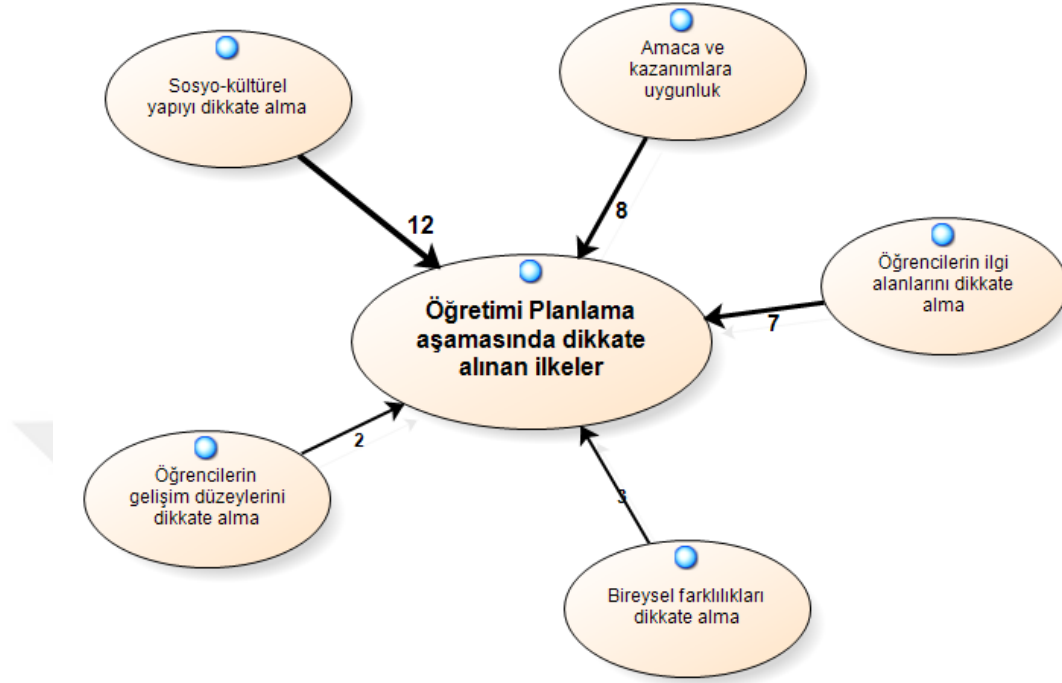 Sosyo-kültürel
yapıyı dikkate alma
Amaca ve
kazanımlara
uygunluk
12
8
Öğrencilerin ilgi
alanlarını dikkate
alma
7
Öğretimi Planlama
aşamasında dikkate
alınan ilkeler
2
Öğrencilerin
gelişim düzeylerini
dikkate alma
3
Bireysel farklılıkları
dikkate alma